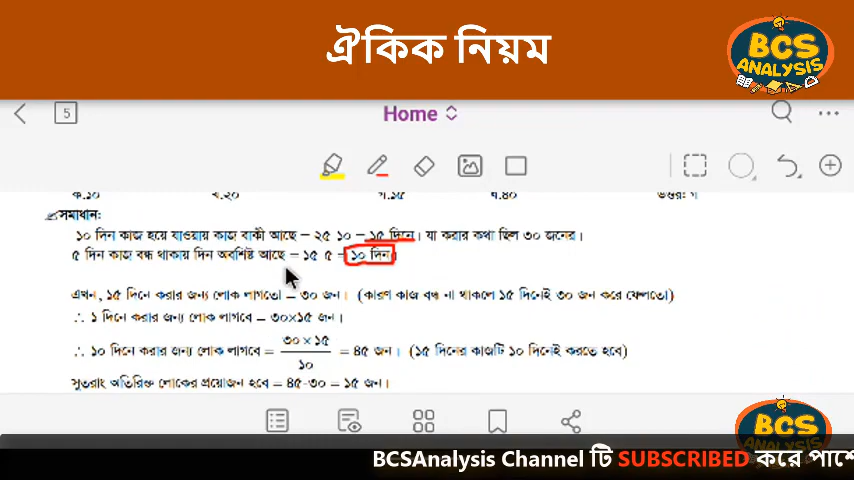 ঐকিক নিয়ম
BCS
ANALYSIS
5
Home
ক.১০ খ.২০ গ.১৫ ঘ.৪০ উত্তর: গ
সমাধান:
১০ দিন কাজ হয়ে যাওয়ায় কাজ বাকী আছে = ২৫ ১০ = ১৫ দিনে। যা করার কথা ছিল ৩০ জনের।
৫ দিন কাজ বন্ধ থাকায় দিন অবশিষ্ট আছে = ১৫ ৫ = ১০ দিন।
এখন, ১৫ দিনে করার জন্য লোক লাগতো = ৩০ জন। (কারণ কাজ বন্ধ না থাকলে ১৫ দিনেই ৩০ জন করে ফেলতো)
∴ ১ দিনে করার জন্য লোক লাগবে = ৩০×১৫ জন।
∴ ১০ দিনে করার জন্য লোক লাগবে = ৩০ × ১৫ / ১০ = ৪৫ জন। (১৫ দিনের কাজটি ১০ দিনেই করতে হবে)
সুতরাং অতিরিক্ত লোকের প্রয়োজন হবে = ৪৫-৩০ = ১৫ জন।
BCS
ANALYSIS
BCSAnalysis Channel টি SUBSCRIBED করে পাশে